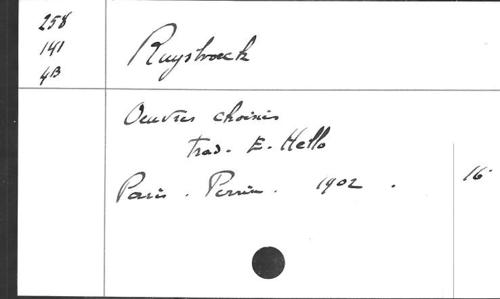 258
141
4B
Ruysbroeck
Oeuvres choisies
trad. E. Hello
Paris. Perrin. 1902. 16°